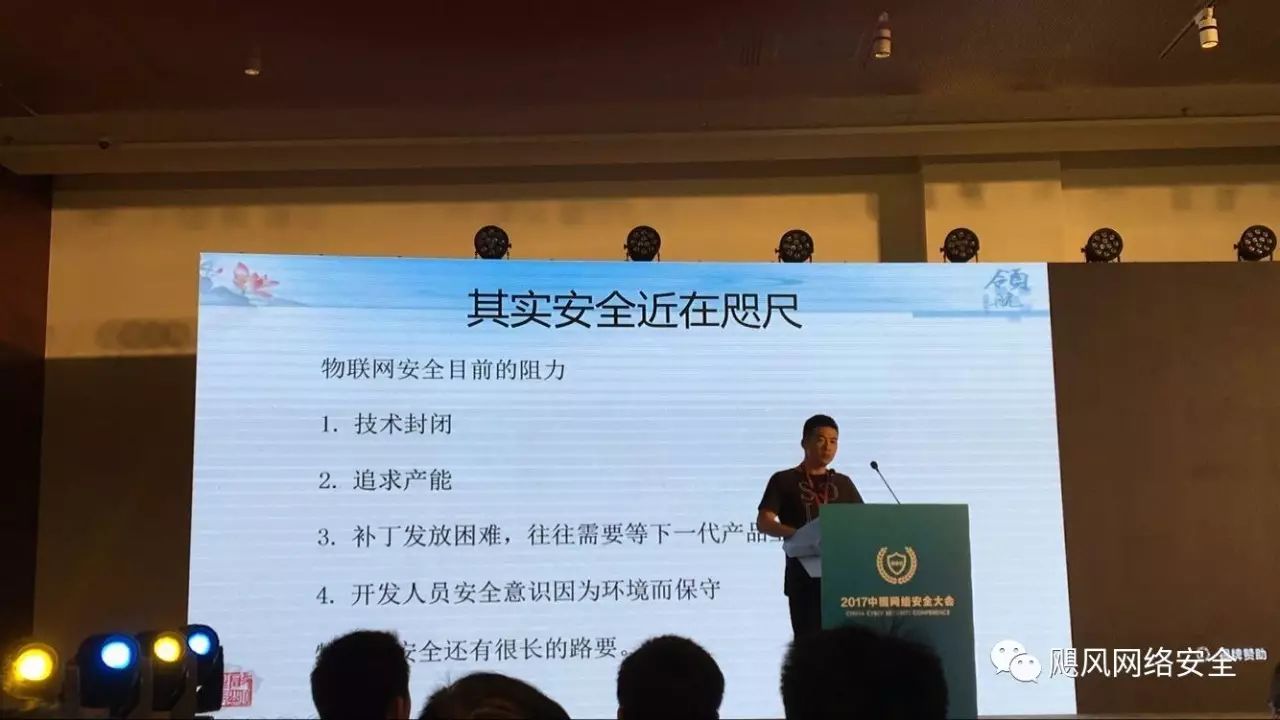 其实安全近在咫尺
领航
物联网安全目前的阻力
1. 技术封闭
2. 追求产能
3. 补丁发放困难，往往需要等下一代产品
4. 开发人员安全意识因为环境而保守
安全还有很长的路要。
2017中国网络安全大会
CHINA CYBER SECURITY CONFERENCE
飓风网络安全
赞助